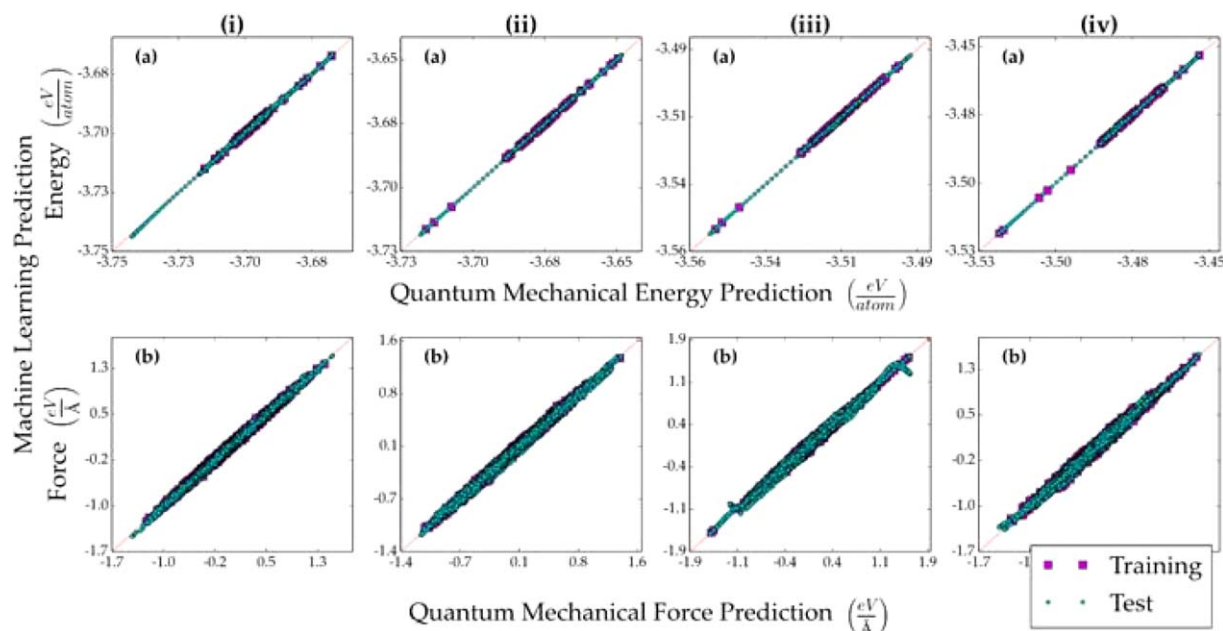 (i) (ii) (iii) (iv)
Machine Learning Prediction
Energy (eV/atom)
(a) (a) (a) (a)
-3.68 -3.65 -3.49 -3.45
-3.70 -3.68 -3.51 -3.48
-3.73 -3.70 -3.54 -3.50
-3.75 -3.73 -3.56 -3.53
-3.75 -3.73 -3.70 -3.68 -3.73 -3.70 -3.68 -3.65 -3.56 -3.54 -3.51 -3.49 -3.53 -3.50 -3.48 -3.45
Quantum Mechanical Energy Prediction (eV/atom)
Force (eV/Å)
(b) (b) (b) (b)
1.3 1.6 1.9 1.3
0.5 0.8 1.1 0.5
-0.2 0.1 0.4 -0.2
-1.0 -0.7 -0.4 -1.0
-1.7 -1.4 -1.1 -1.7
-1.9
-1.7 -1.0 -0.2 0.5 1.3 -1.4 -0.7 0.1 0.8 1.6 -1.9 -1.1 -0.4 0.4 1.1 1.9 -1.7
Training
Test
Quantum Mechanical Force Prediction (eV/Å)